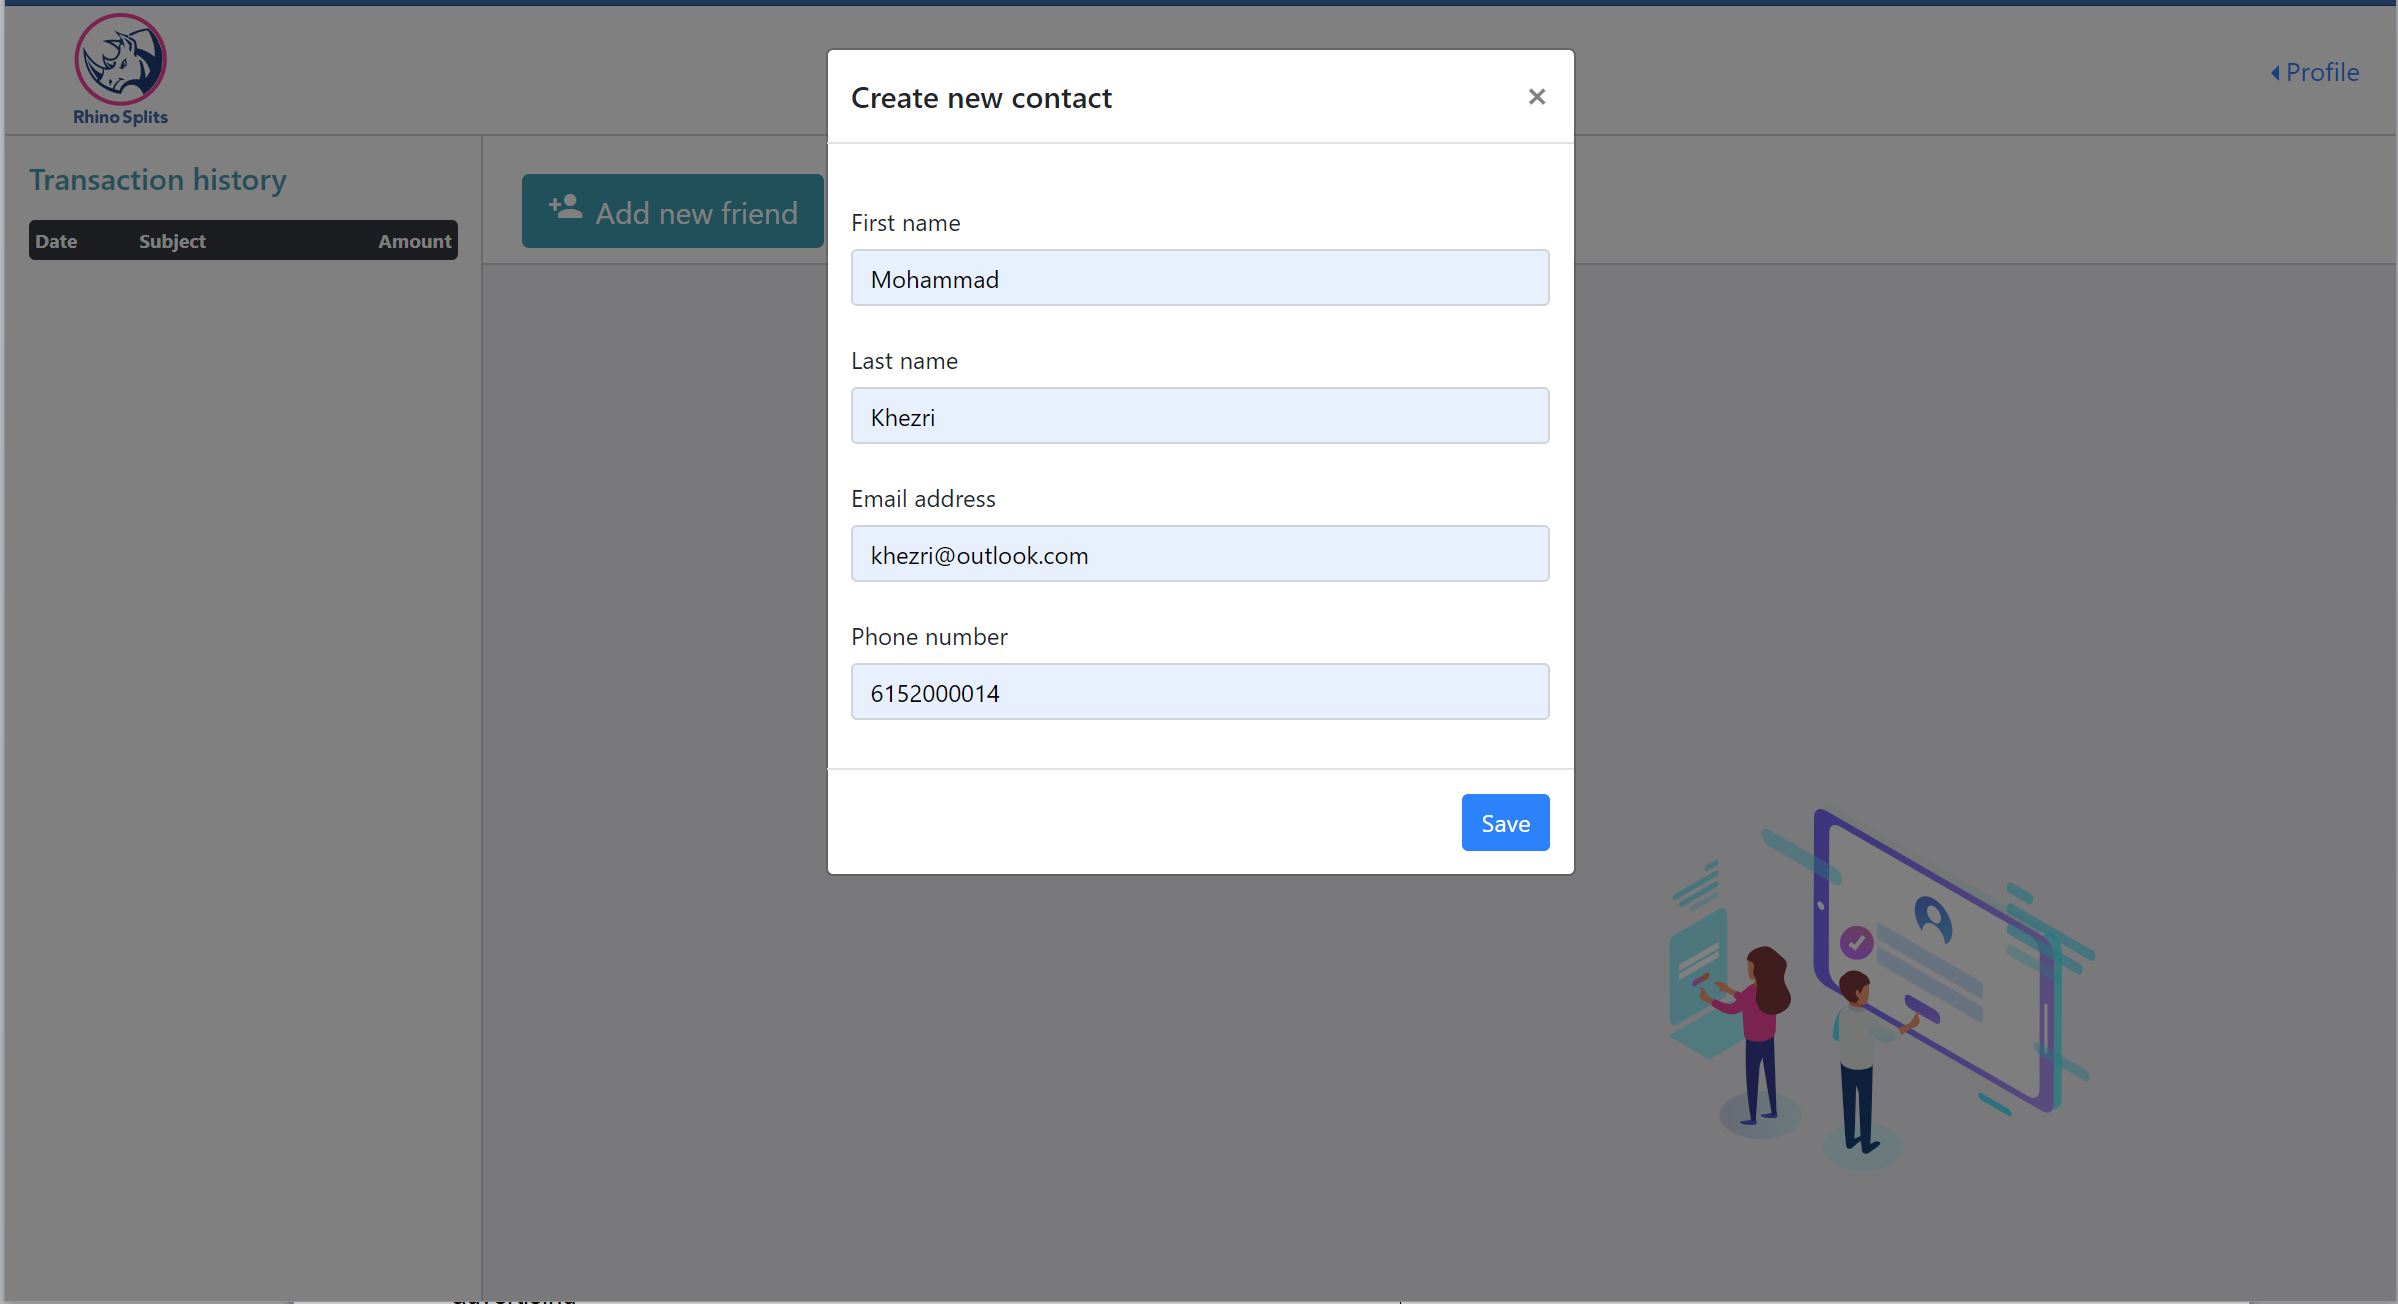 Rhino Splits
Profile
Transaction history
Date Subject Amount
Add new friend
Create new contact
×
First name
Mohammad
Last name
Khezri
Email address
khezri@outlook.com
Phone number
6152000014
Save